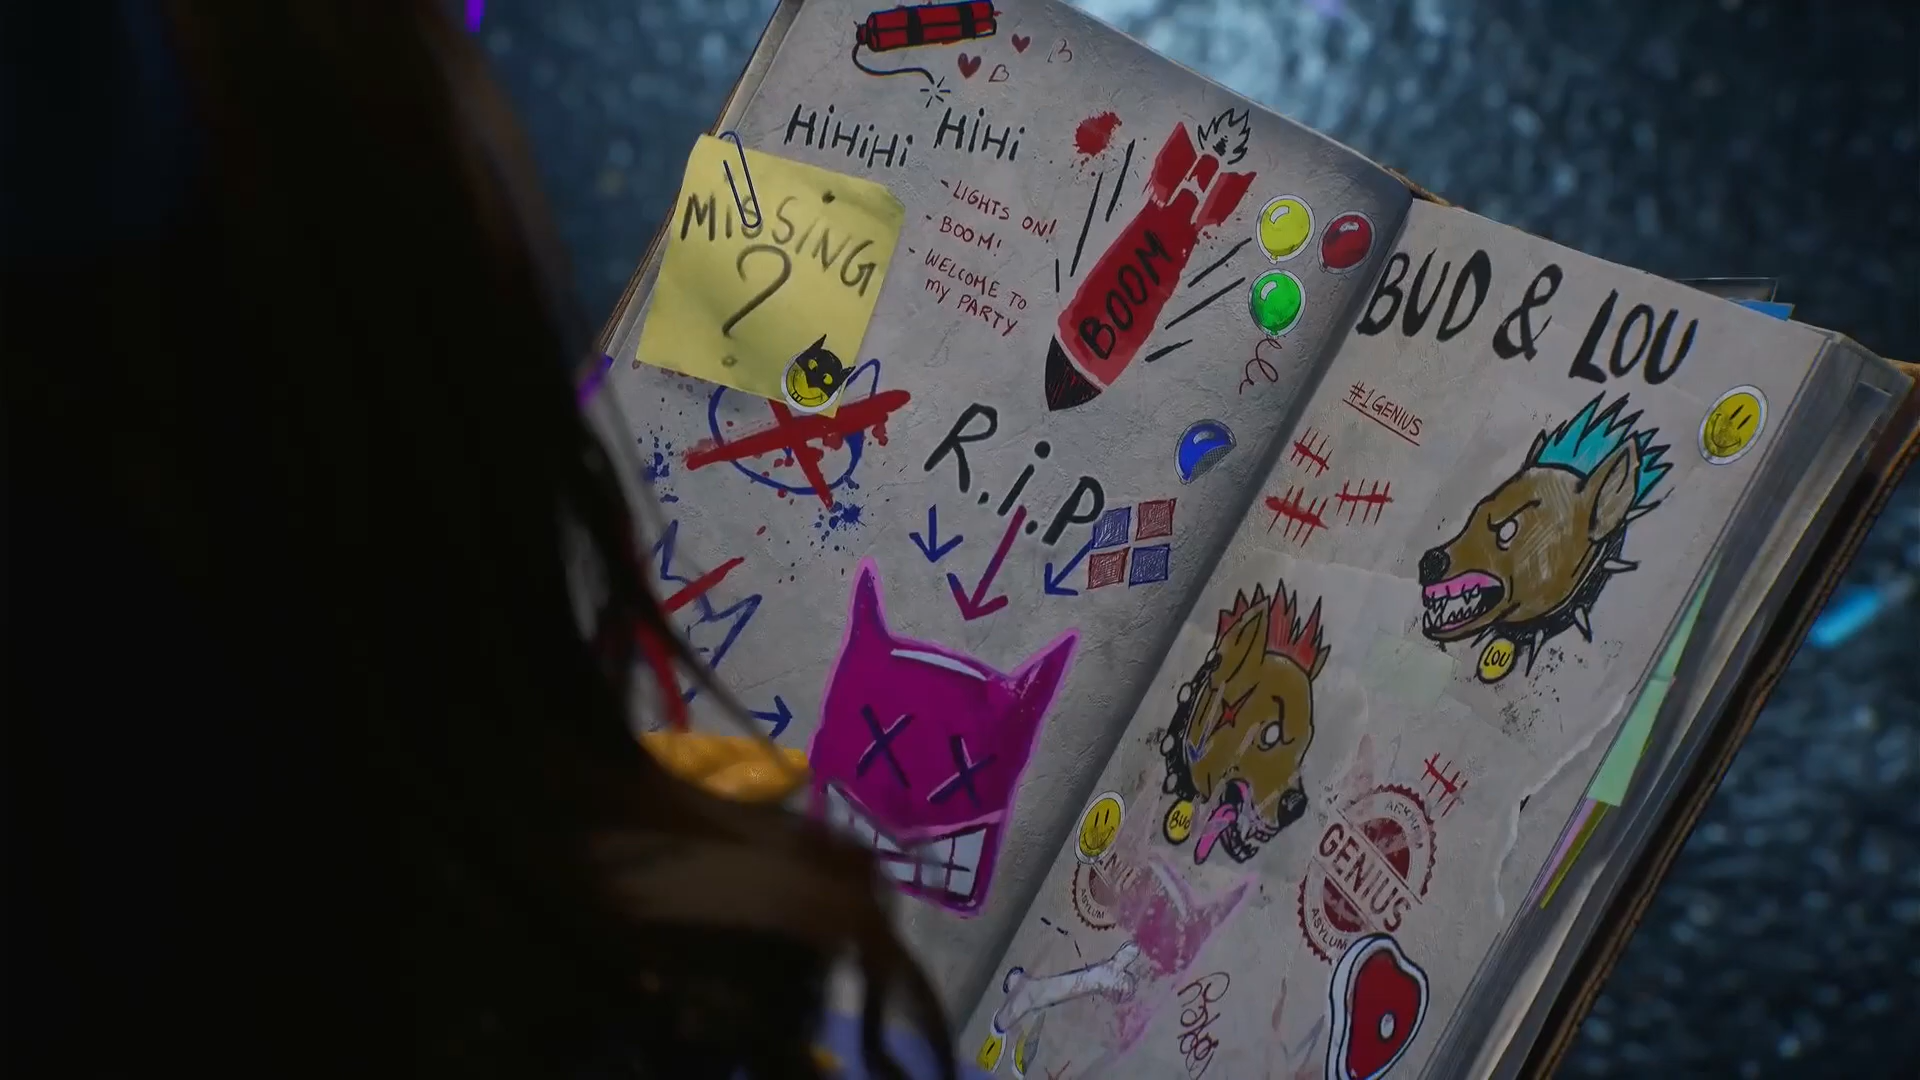 B
B
HiHiHi HiHi
MiSSiNG
?
- LIGHTS ON!
- BOOM!
- WELCOME TO
my PARTY
BOOM
R.i.P
BUD & LOU
#1GENIUS
LOU
BUD
ARKHAM
GENIUS
ASYLUM
GENIUS
ASYLUM